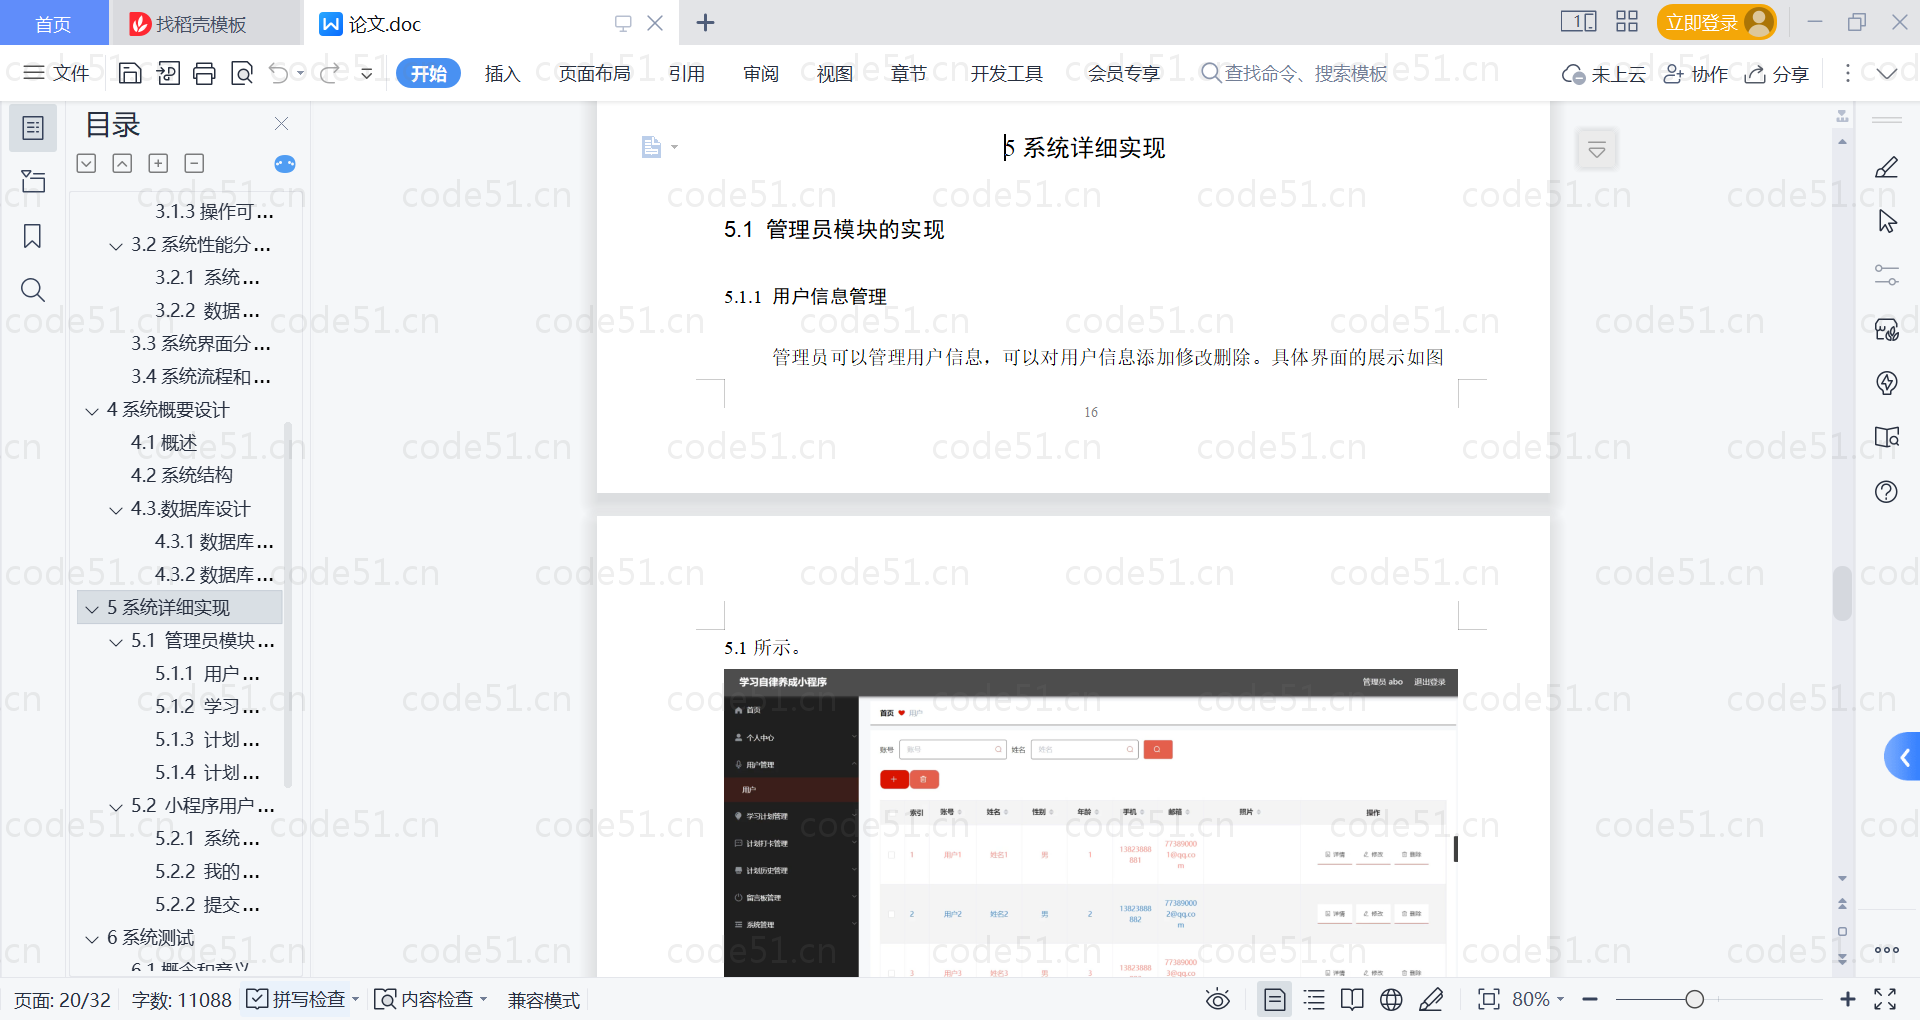 首页
找稻壳模板
论文.doc
立即登录
文件
开始
插入
页面布局
引用
审阅
视图
章节
开发工具
会员专享
查找命令、搜索模板
未上云
协作
分享
目录
3.1.3 操作可...
3.2 系统性能分...
3.2.1 系统...
3.2.2 数据...
3.3 系统界面分...
3.4 系统流程和...
4 系统概要设计
4.1 概述
4.2 系统结构
4.3.数据库设计
4.3.1 数据库...
4.3.2 数据库...
5 系统详细实现
5.1 管理员模块...
5.1.1 用户...
5.1.2 学习...
5.1.3 计划...
5.1.4 计划...
5.2 小程序用户...
5.2.1 系统...
5.2.2 我的...
5.2.2 提交...
6 系统测试
6.1 概念和意义
5 系统详细实现
5.1 管理员模块的实现
5.1.1 用户信息管理
管理员可以管理用户信息，可以对用户信息添加修改删除。具体界面的展示如图
16
5.1 所示。
学习自律养成小程序
管理员 abo 退出登录
首页
个人中心
用户管理
用户
学习计划管理
计划打卡管理
计划历史管理
留言板管理
系统管理
首页 用户
账号 账号 姓名 姓名
索引 账号 姓名 性别 年龄 手机 邮箱 照片 操作
1 用户1 姓名1 男 1 13823888881 773890001@qq.com 详情 修改 删除
2 用户2 姓名2 男 2 13823888882 773890002@qq.com 详情 修改 删除
3 用户3 姓名3 男 3 13823888 773890003@qq.co 详情 修改 删除
页面: 20/32 字数: 11088 拼写检查 内容检查 兼容模式
80%
code51.cn